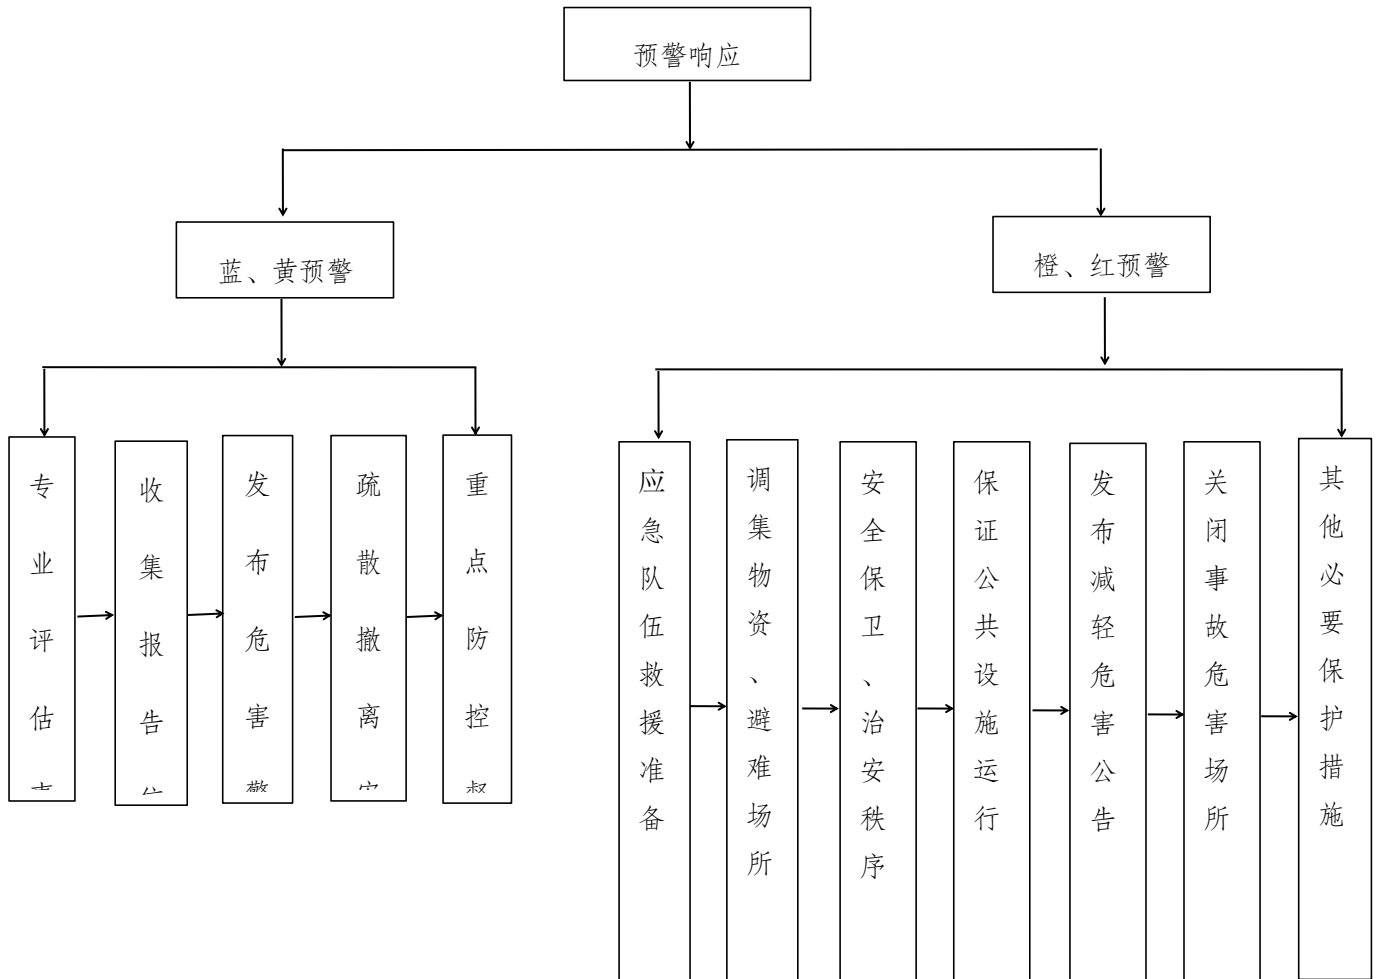 预警响应
蓝、黄预警
橙、红预警
专业评估
收集报告
发布危害
疏散撤离
重点防控
应急队伍救援准备
调集物资、避难场所
安全保卫、治安秩序
保证公共设施运行
发布减轻危害公告
关闭事故危害场所
其他必要保护措施